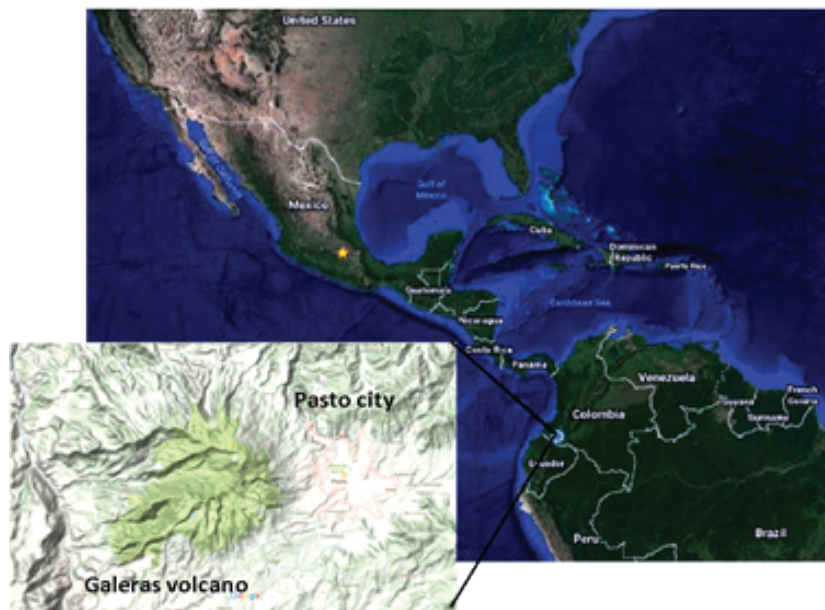 United States
Gulf of
Mexico
Mexico
Cuba
Dominican
Republic
Puerto Rico
Guatemala
Caribbean Sea
Nicaragua
Costa Rica
Panama
Venezuela
Guyana
French
Guiana
Suriname
Colombia
Ecuador
Peru
Brazil
Pasto city
Galeras volcano
Google